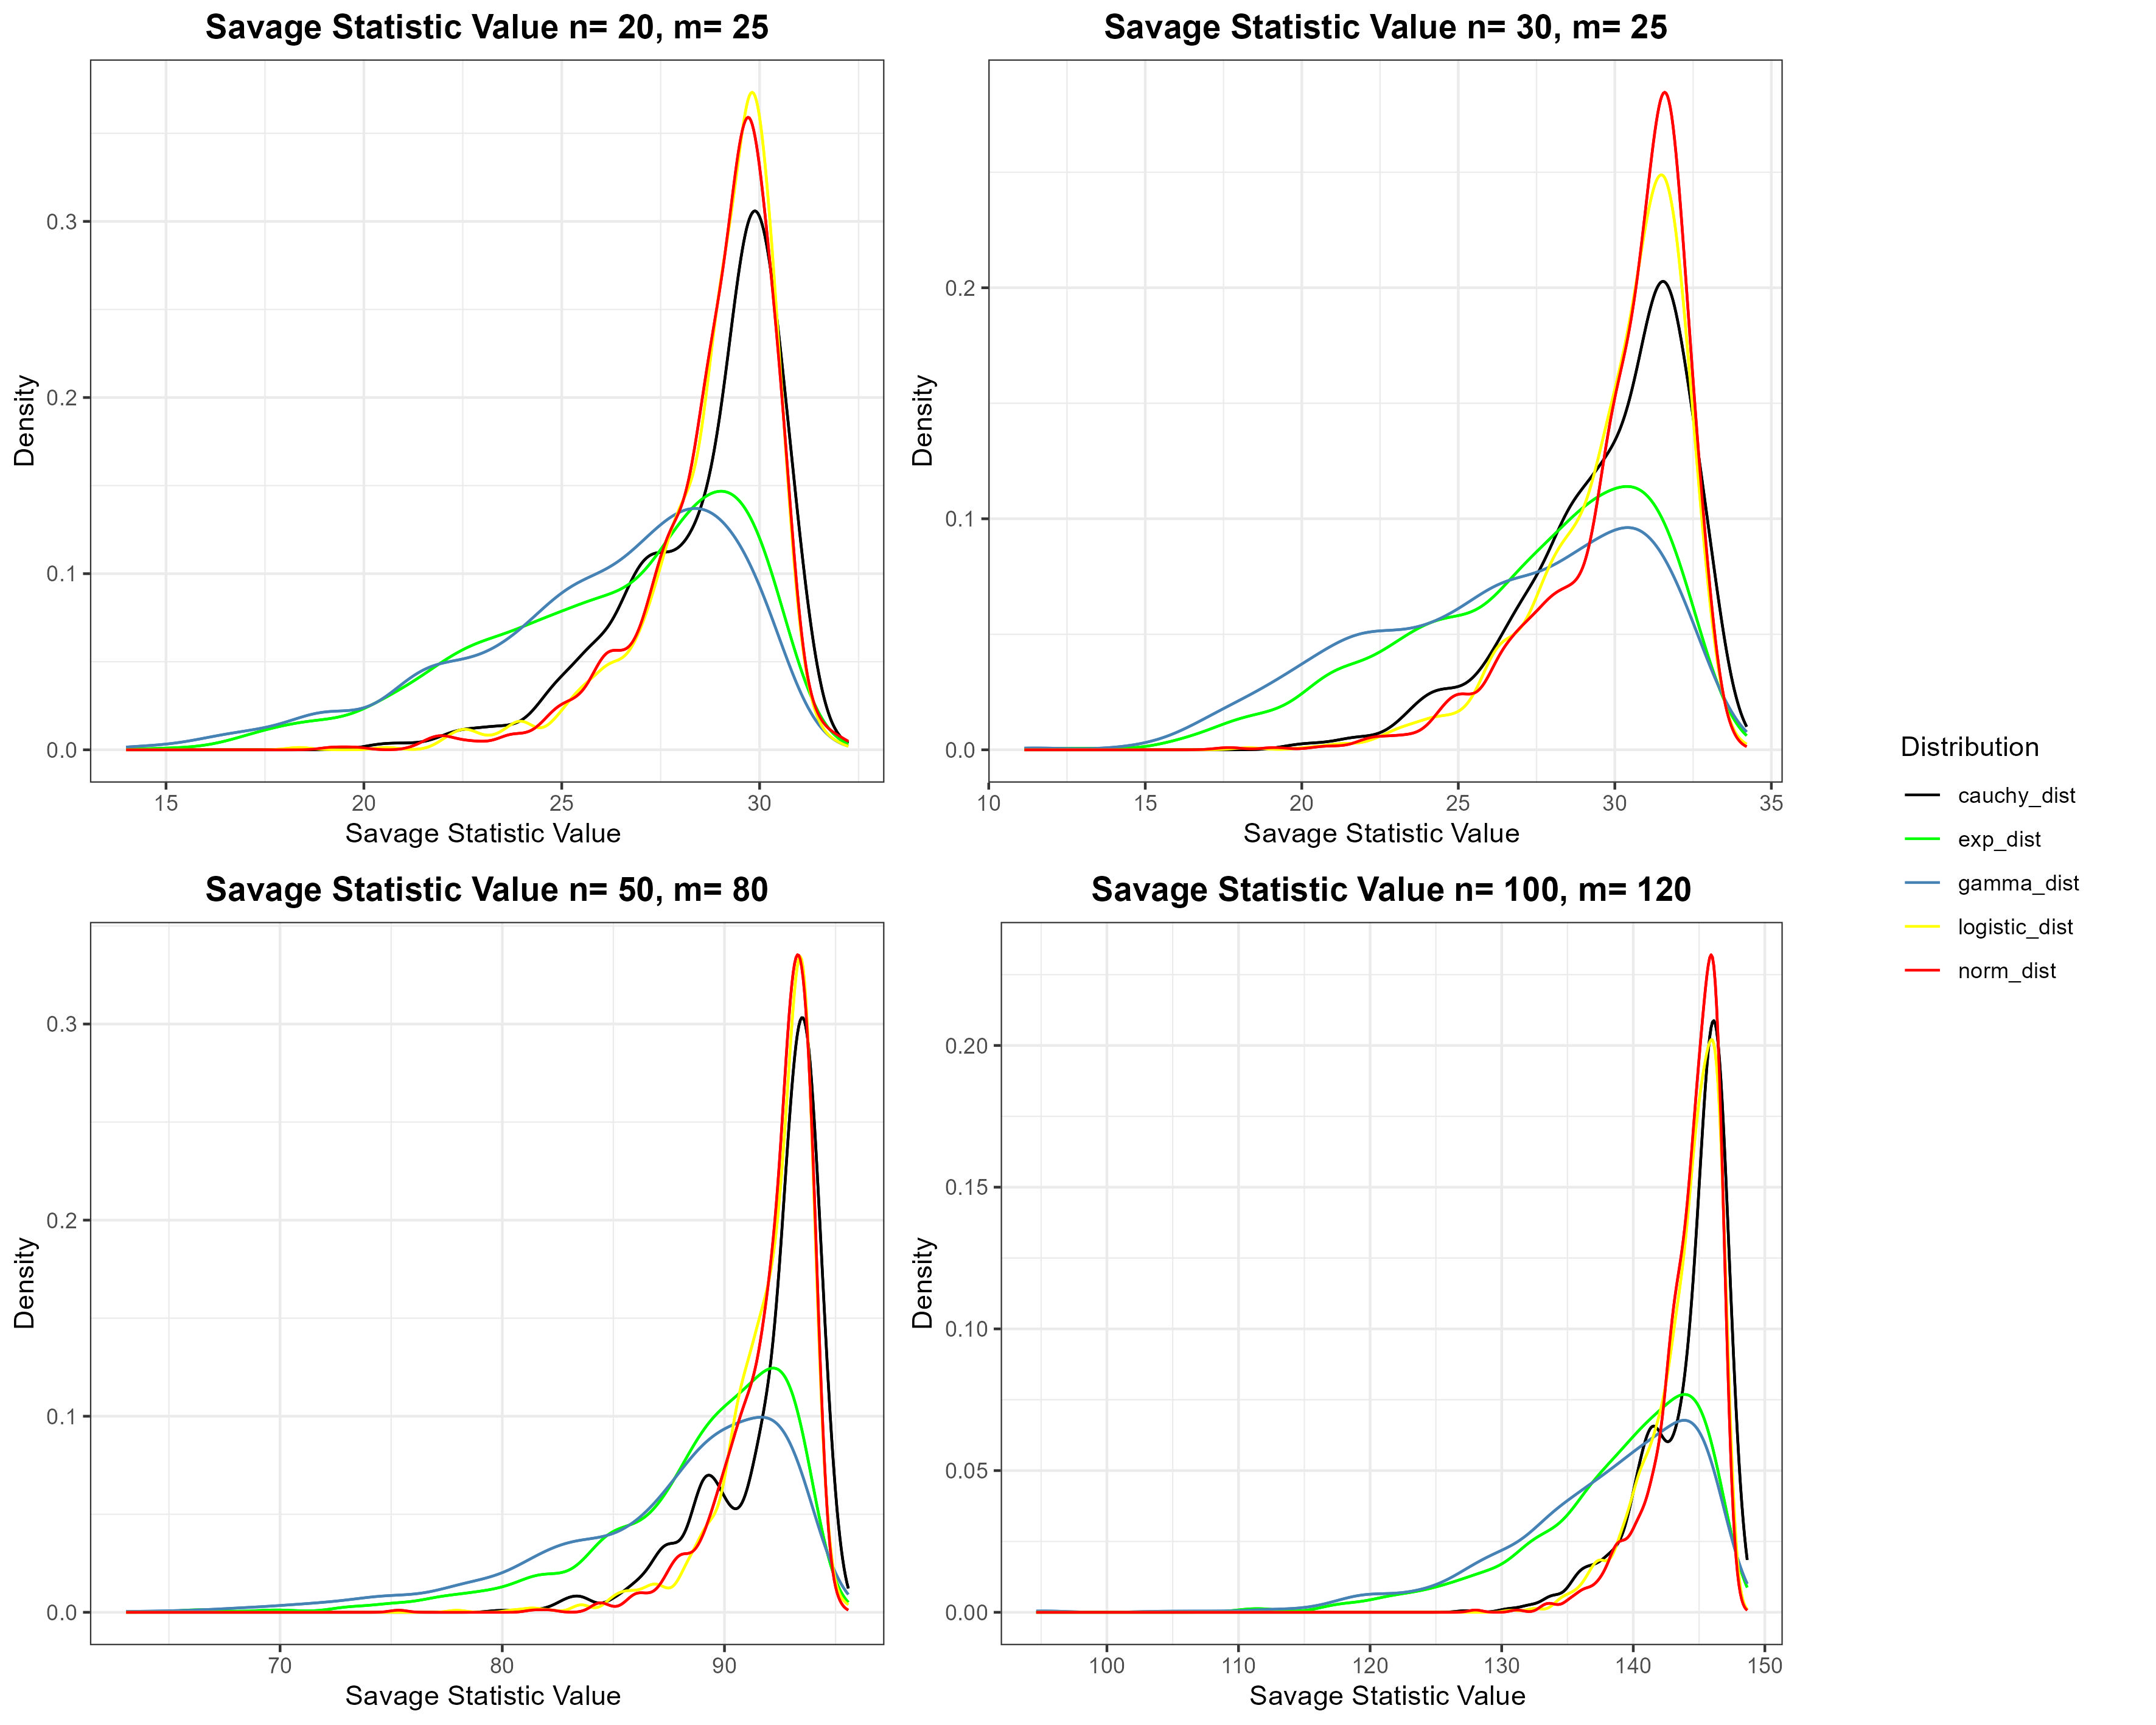 Savage Statistic Value n= 20, m= 25
Density
0.3
0.2
0.1
0.0
15 20 25 30
Savage Statistic Value
Savage Statistic Value n= 30, m= 25
Density
0.2
0.1
0.0
10 15 20 25 30 35
Savage Statistic Value
Savage Statistic Value n= 50, m= 80
Density
0.3
0.2
0.1
0.0
70 80 90
Savage Statistic Value
Savage Statistic Value n= 100, m= 120
Density
0.20
0.15
0.10
0.05
0.00
100 110 120 130 140 150
Savage Statistic Value
Distribution
cauchy_dist
exp_dist
gamma_dist
logistic_dist
norm_dist